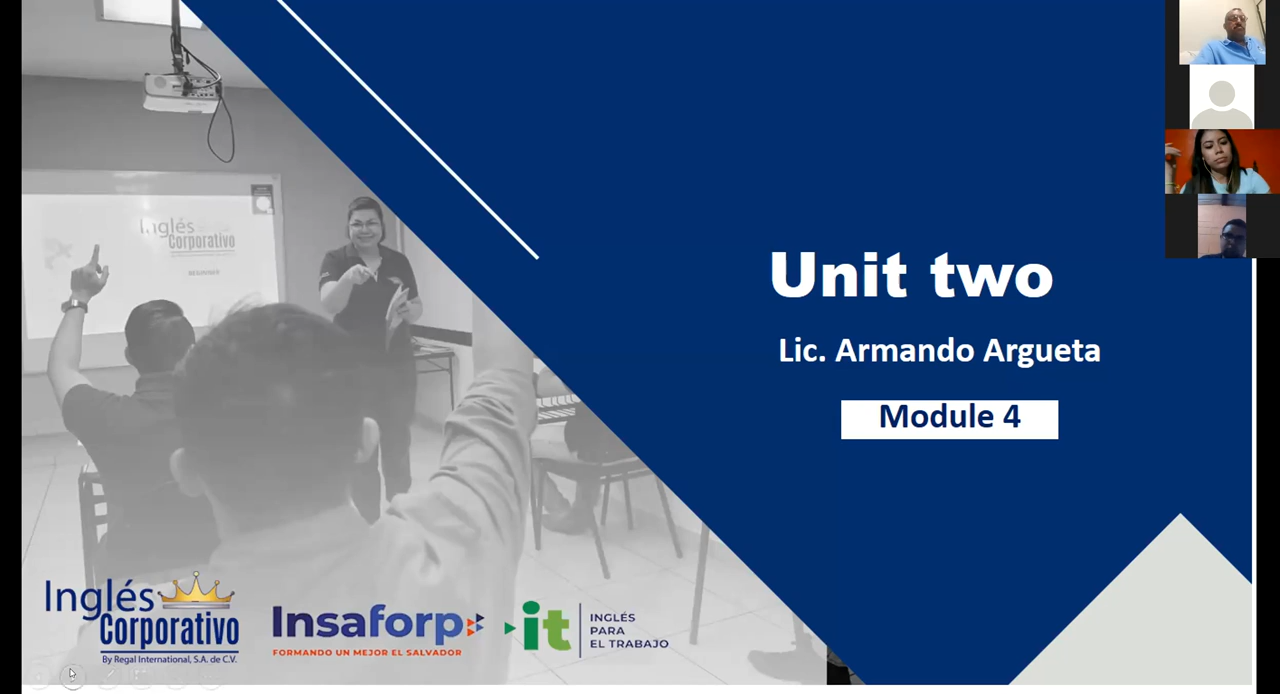 Inglés
Corporativo
BEGINNER
Unit two
Lic. Armando Argueta
Module 4
Inglés
Corporativo
By Regal International, S.A. de C.V.
Insaforp
FORMANDO UN MEJOR EL SALVADOR
it
INGLÉS
PARA
EL TRABAJO